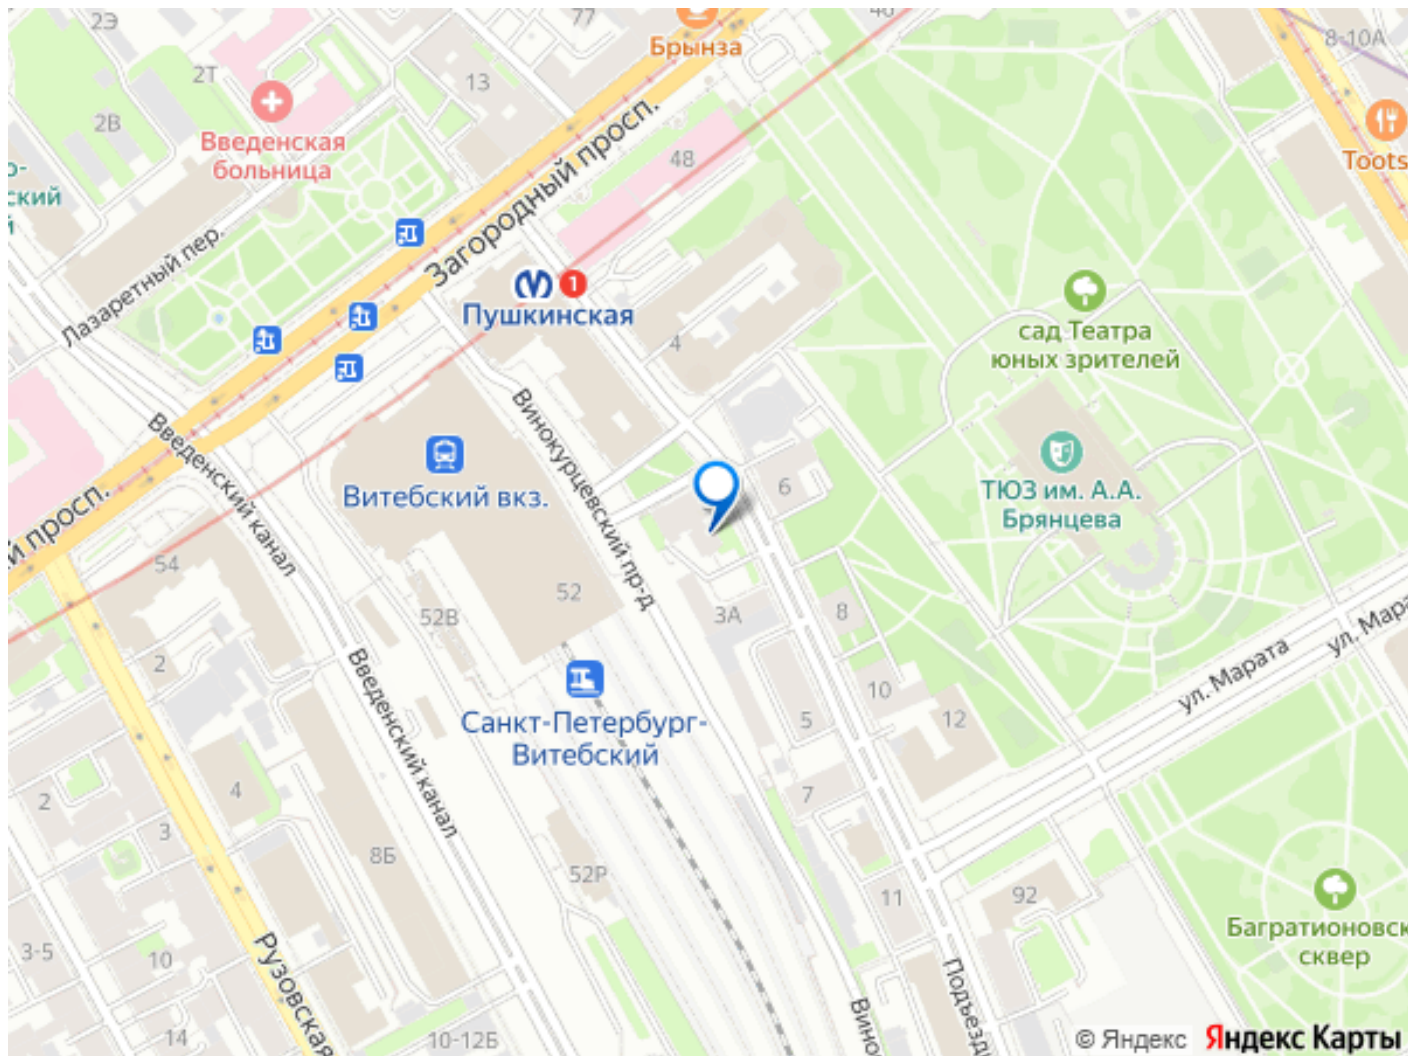 2Э
77
40
Брынза
8-10А
2Т
13
2В
Введенская
больница
48
Toots
ский
й
Загородный просп.
Лазаретный пер.
1
Пушкинская
4
сад Театра
юных зрителей
Введенский канал
Винокурцевский пр-д
Витебский вкз.
6
ТЮЗ им. А.А.
Брянцева
й просп.
54
52
52В
3А
8
2
Введенский канал
ул. Марата
ул. Мара
10
12
5
Санкт-Петербург-
Витебский
4
2
3
7
8Б
52Р
11
92
Багратионовск
сквер
3-5
10
Рузовская
Подъезд
Вино
14
10-12Б
© Яндекс Яндекс Карты